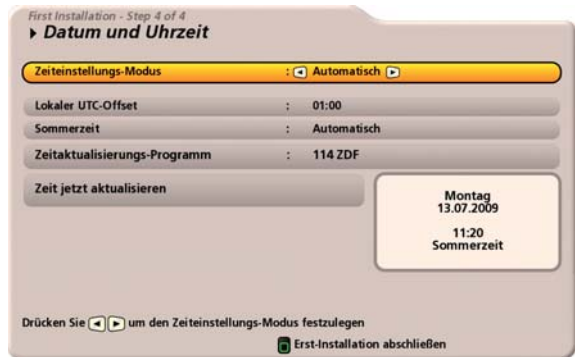 First Installation - Step 4 of 4
Datum und Uhrzeit
Zeiteinstellungs-Modus : Automatisch
Lokaler UTC-Offset : 01:00
Sommerzeit : Automatisch
Zeitaktualisierungs-Programm : 114 ZDF
Zeit jetzt aktualisieren
Montag
13.07.2009
11:20
Sommerzeit
Drücken Sie um den Zeiteinstellungs-Modus festzulegen
Erst-Installation abschließen